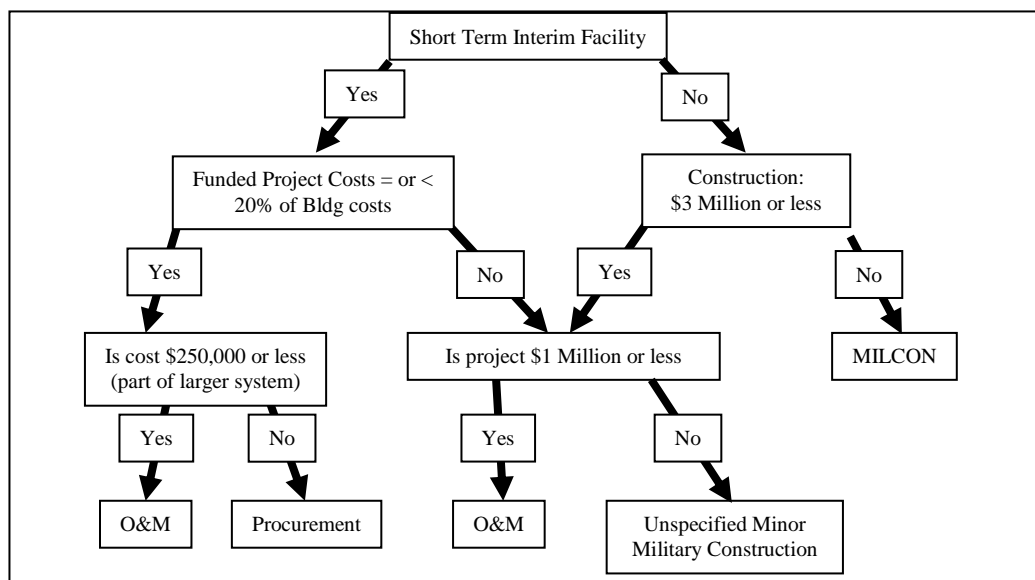 Short Term Interim Facility
Yes
No
Funded Project Costs = or <
20% of Bldg costs
Construction:
$3 Million or less
Yes
No
Yes
No
Is cost $250,000 or less
(part of larger system)
Is project $1 Million or less
MILCON
Yes
No
Yes
No
O&M
Procurement
O&M
Unspecified Minor
Military Construction